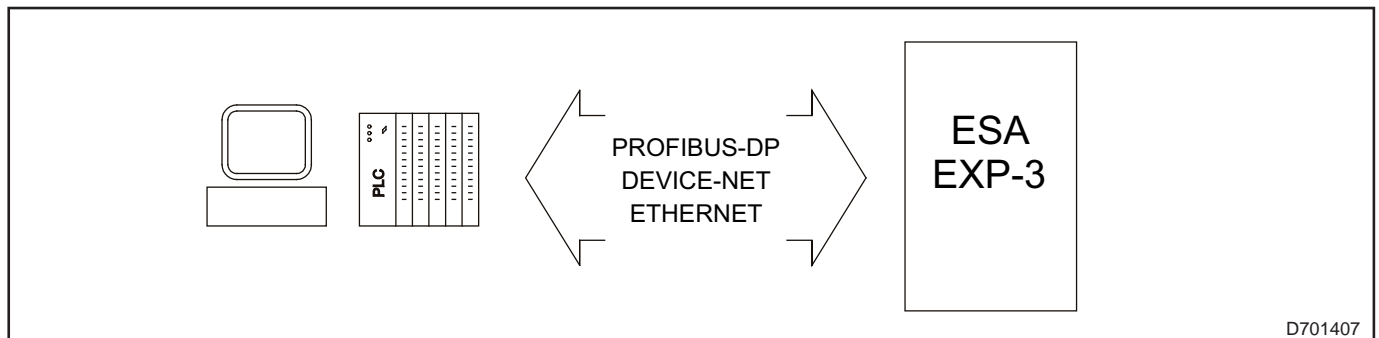 PLC
PROFIBUS-DP
DEVICE-NET
ETHERNET
ESA
EXP-3
D701407